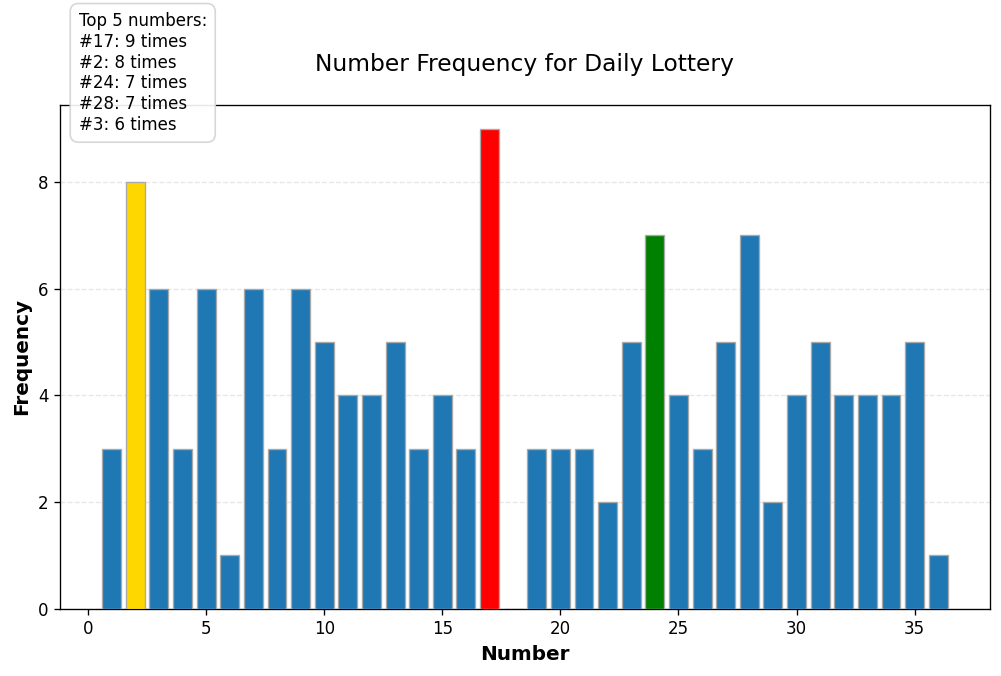 Top 5 numbers:
#17: 9 times
#2: 8 times
#24: 7 times
#28: 7 times
#3: 6 times
Number Frequency for Daily Lottery
Frequency
8
6
4
2
0
0 5 10 15 20 25 30 35
Number